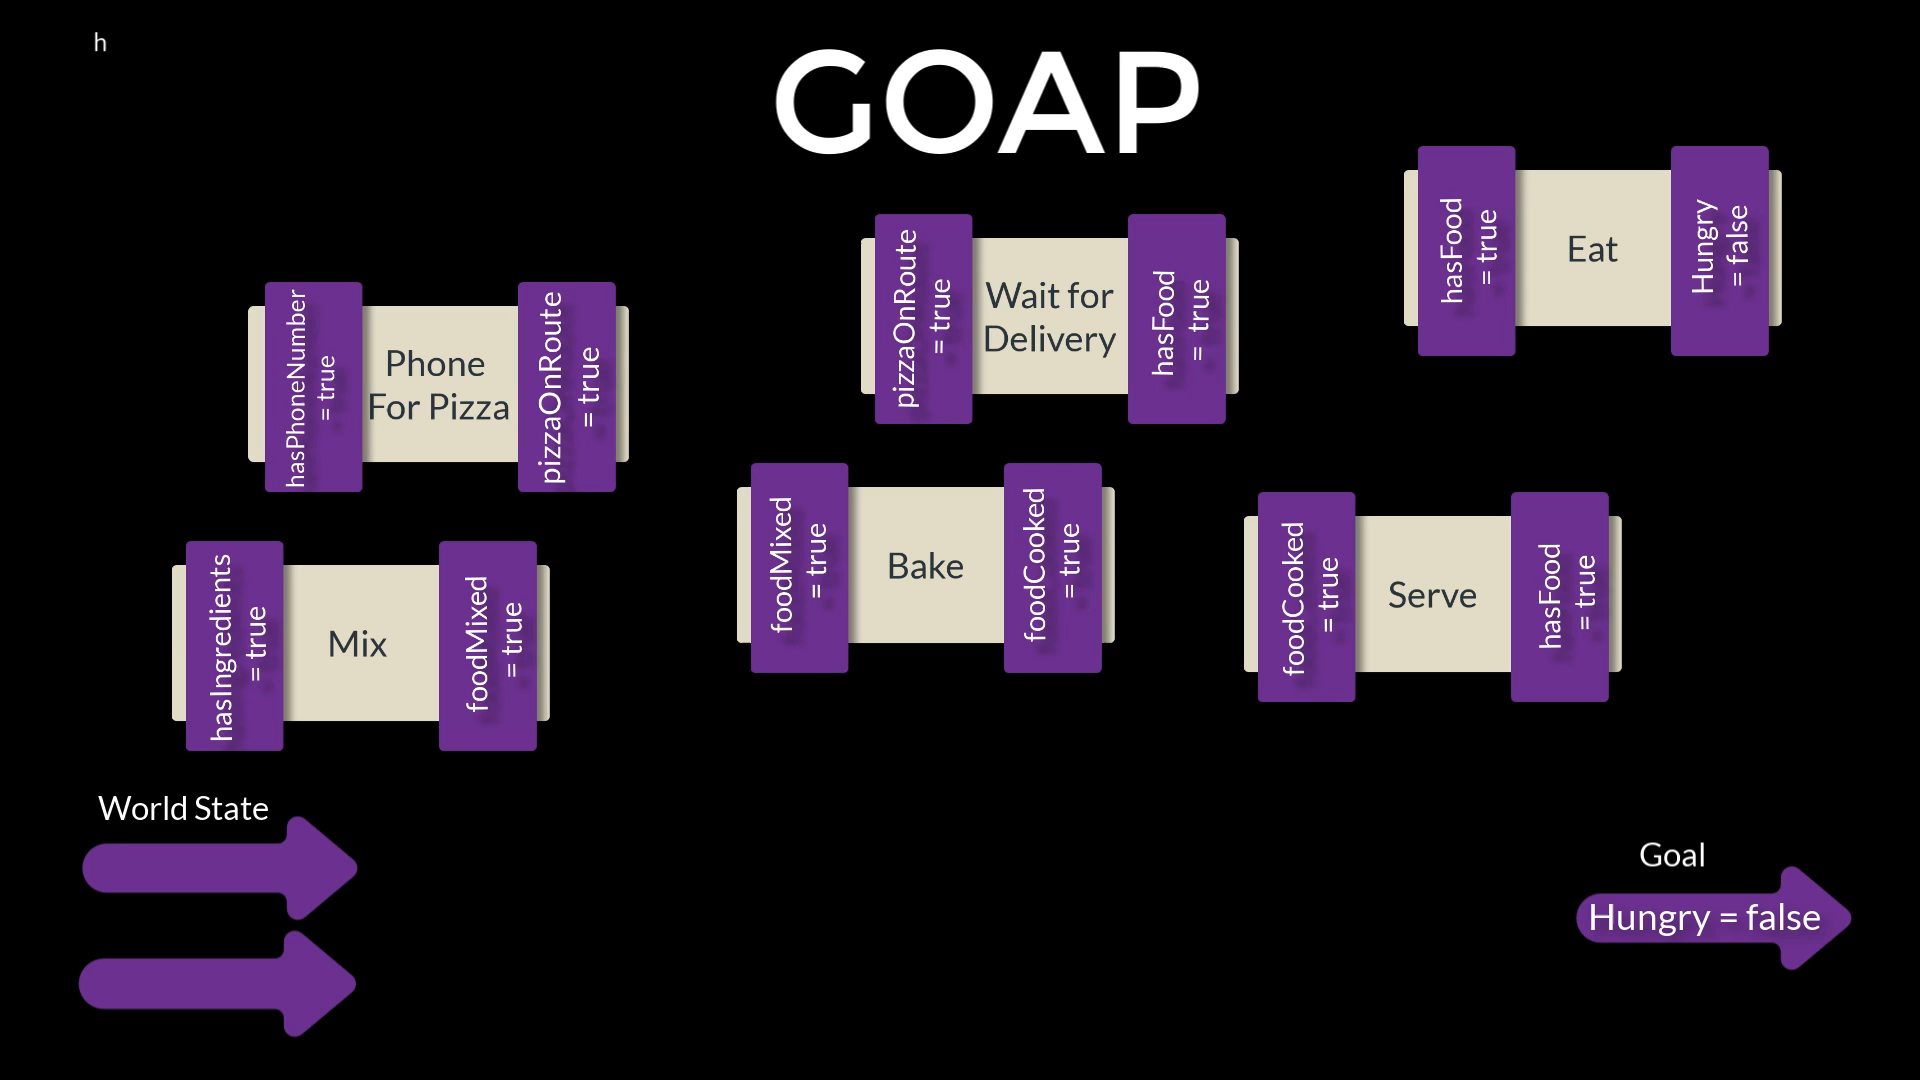 h
GOAP
hasFood
= true
Eat
Hungry
= false
pizzaOnRoute
= true
Wait for
Delivery
hasFood
= true
hasPhoneNumber
= true
Phone
For Pizza
pizzaOnRoute
= true
foodMixed
= true
Bake
foodCooked
= true
foodCooked
= true
Serve
hasFood
= true
hasIngredients
= true
Mix
foodMixed
= true
World State
Goal
Hungry = false